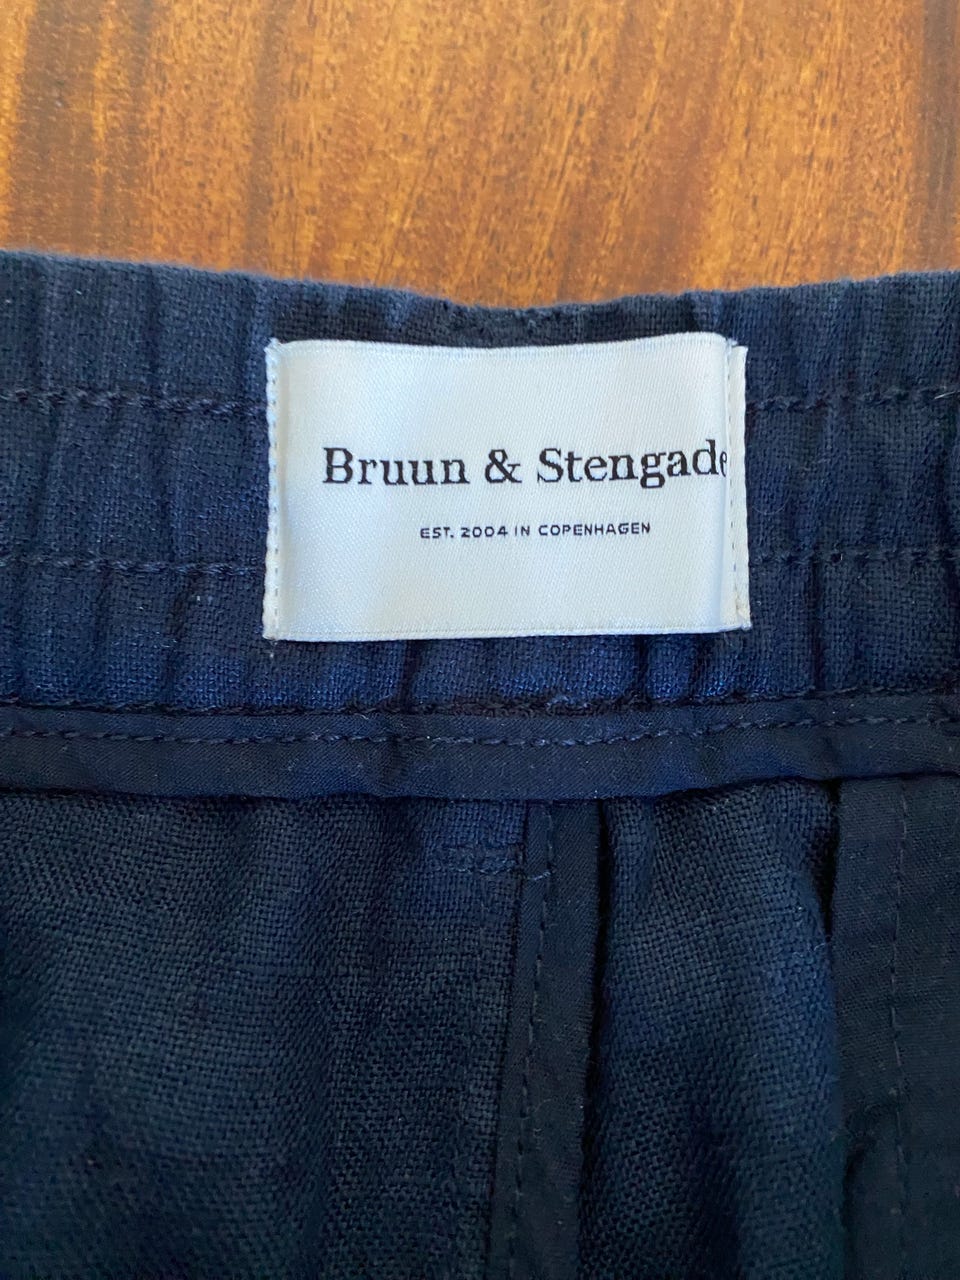 Bruun & Stengade
EST. 2004 IN COPENHAGEN